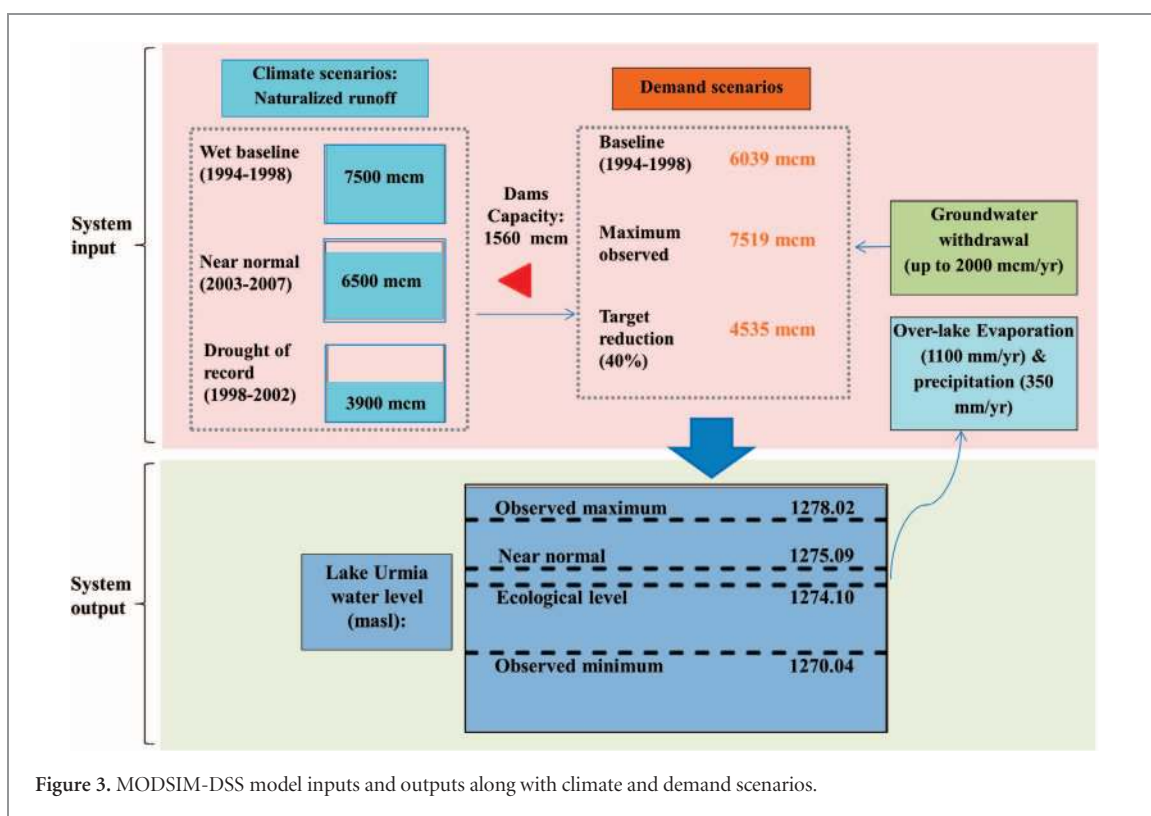 System
input
Climate scenarios:
Naturalized runoff
Wet baseline
(1994-1998)
7500 mcm
Near normal
(2003-2007)
6500 mcm
Drought of
record
(1998-2002)
3900 mcm
Dams
Capacity:
1560 mcm
Demand scenarios
Baseline
(1994-1998)
6039 mcm
Maximum
observed
7519 mcm
Target
reduction
(40%)
4535 mcm
Groundwater
withdrawal
(up to 2000 mcm/yr)
Over-lake Evaporation
(1100 mm/yr) &
precipitation (350
mm/yr)
System
output
Lake Urmia
water level
(masl):
Observed maximum 1278.02
Near normal 1275.09
Ecological level 1274.10
Observed minimum 1270.04
Figure 3. MODSIM-DSS model inputs and outputs along with climate and demand scenarios.